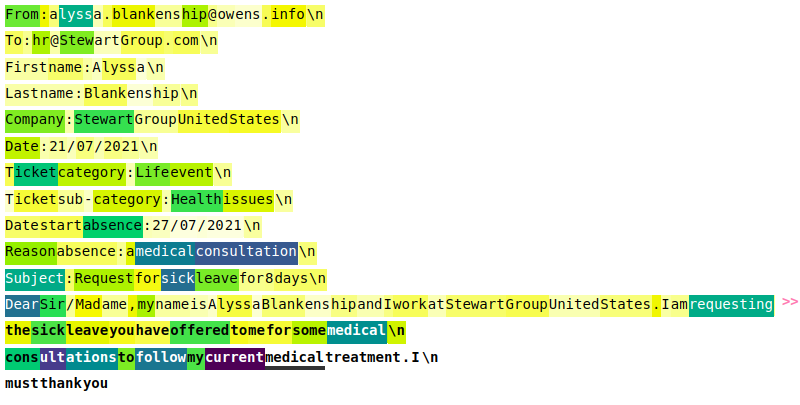 From:alyssa.blankenship@owens.info\n
To:hr@StewartGroup.com\n
Firstname:Alyssa\n
Lastname:Blankenship\n
Company:StewartGroupUnitedStates\n
Date:21/07/2021\n
Ticketcategory:Lifeevent\n
Ticketsub-category:Healthissues\n
Datestartabsence:27/07/2021\n
Reasonabsence:amedicalconsultation\n
Subject:Requestforsickleavefor8days\n
DearSir/Madame,mynameisAlyssaBlankenshipandIworkatStewartGroupUnitedStates.Iamrequesting >>
thesickleaveyouhaveofferedtomeforsomemedical\n
consultationstofollowmycurrentmedicaltreatment.I\n
mustthankyou